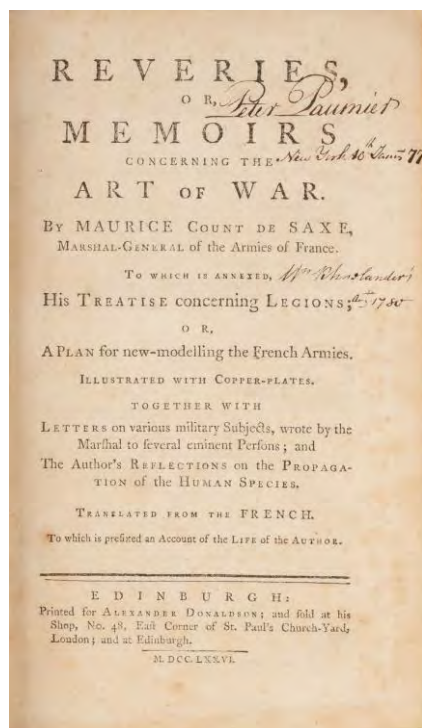 REVERIES,
OR, Peter Paumier
MEMOIRS
CONCERNING THE New York 10th
ART OF WAR.
BY MAURICE COUNT DE SAXE,
MARSHAL-GENERAL of the Armies of France.
TO WHICH IS ANNEXED,
His TREATISE concerning LEGIONS; 1780
OR,
A PLAN for new-modelling the French Armies.
ILLUSTRATED WITH COPPER-PLATES.
TOGETHER WITH
LETTERS on various military Subjects, wrote by the
Marſhal to ſeveral eminent Perſons; and
The Author's REFLECTIONS on the PROPAGA-
TION of the HUMAN SPECIES.
TRANSLATED FROM THE FRENCH.
To which is prefixed an Account of the LIFE of the AUTHOR.
EDINBURGH:
Printed for ALEXANDER DONALDSON; and ſold at his
Shop, No. 48, Eaſt Corner of St. Paul's Church-Yard,
London; and at Edinburgh.
M.DCC.LXXVI.